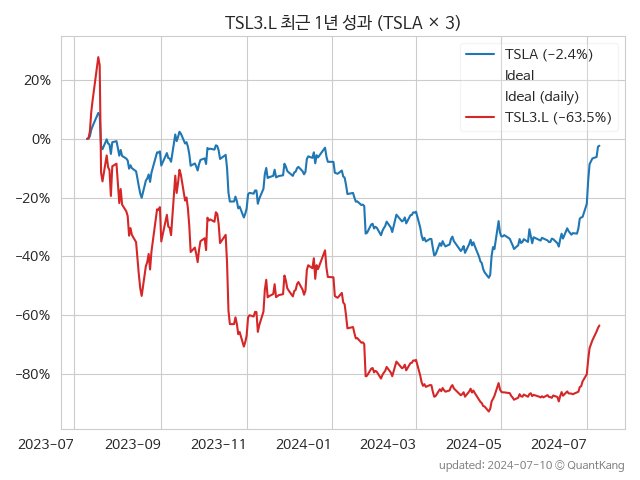 TSL3.L 최근 1년 성과 (TSLA × 3)
TSLA (−2.4%)
Ideal
Ideal (daily)
TSL3.L (−63.5%)
20%
0%
−20%
−40%
−60%
−80%
2023-07 2023-09 2023-11 2024-01 2024-03 2024-05 2024-07
updated: 2024-07-10 © QuantKang